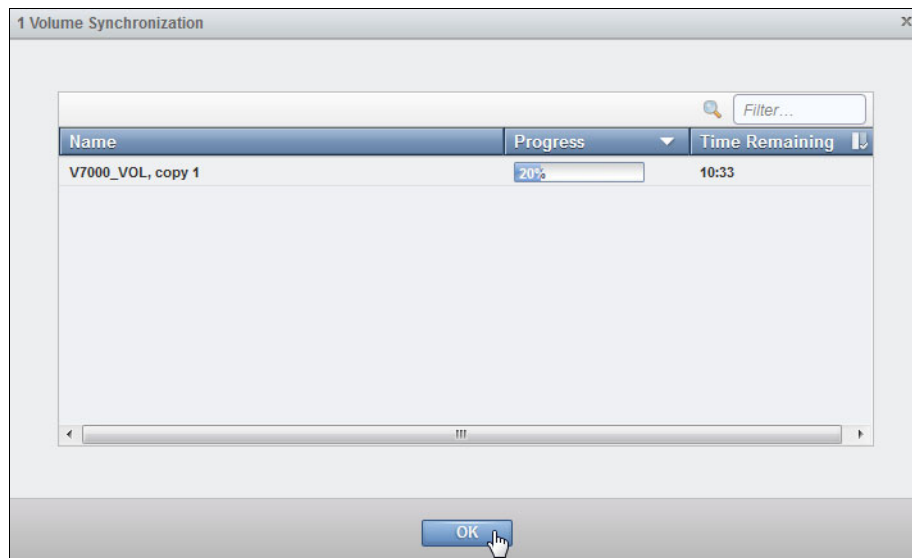 1 Volume Synchronization x
Filter...
Name Progress Time Remaining
V7000_VOL, copy 1 20% 10:33
OK